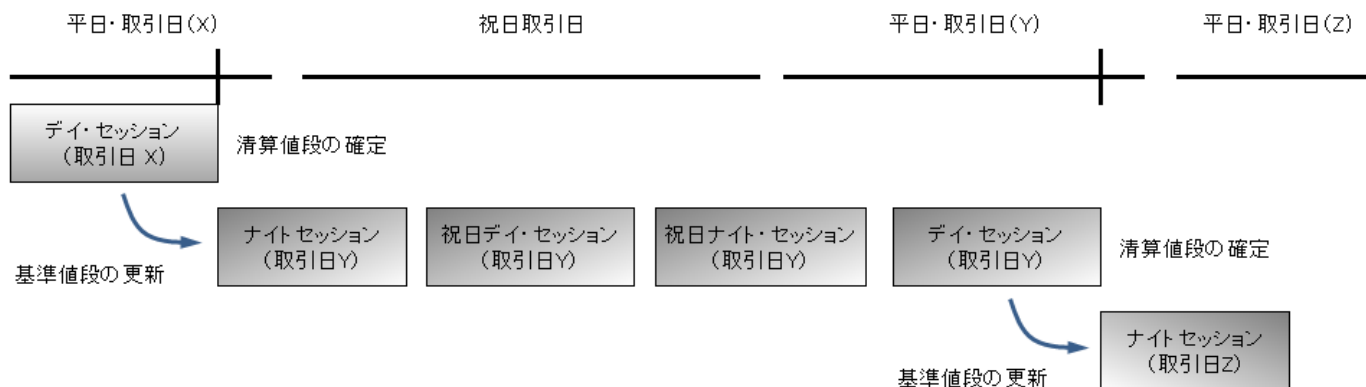 平日・取引日(X)
祝日取引日
平日・取引日(Y)
平日・取引日(Z)
デイ・セッション
(取引日 X)
清算値段の確定
基準値段の更新
ナイトセッション
(取引日Y)
祝日デイ・セッション
(取引日Y)
祝日ナイト・セッション
(取引日Y)
デイ・セッション
(取引日Y)
清算値段の確定
基準値段の更新
ナイトセッション
(取引日Z)